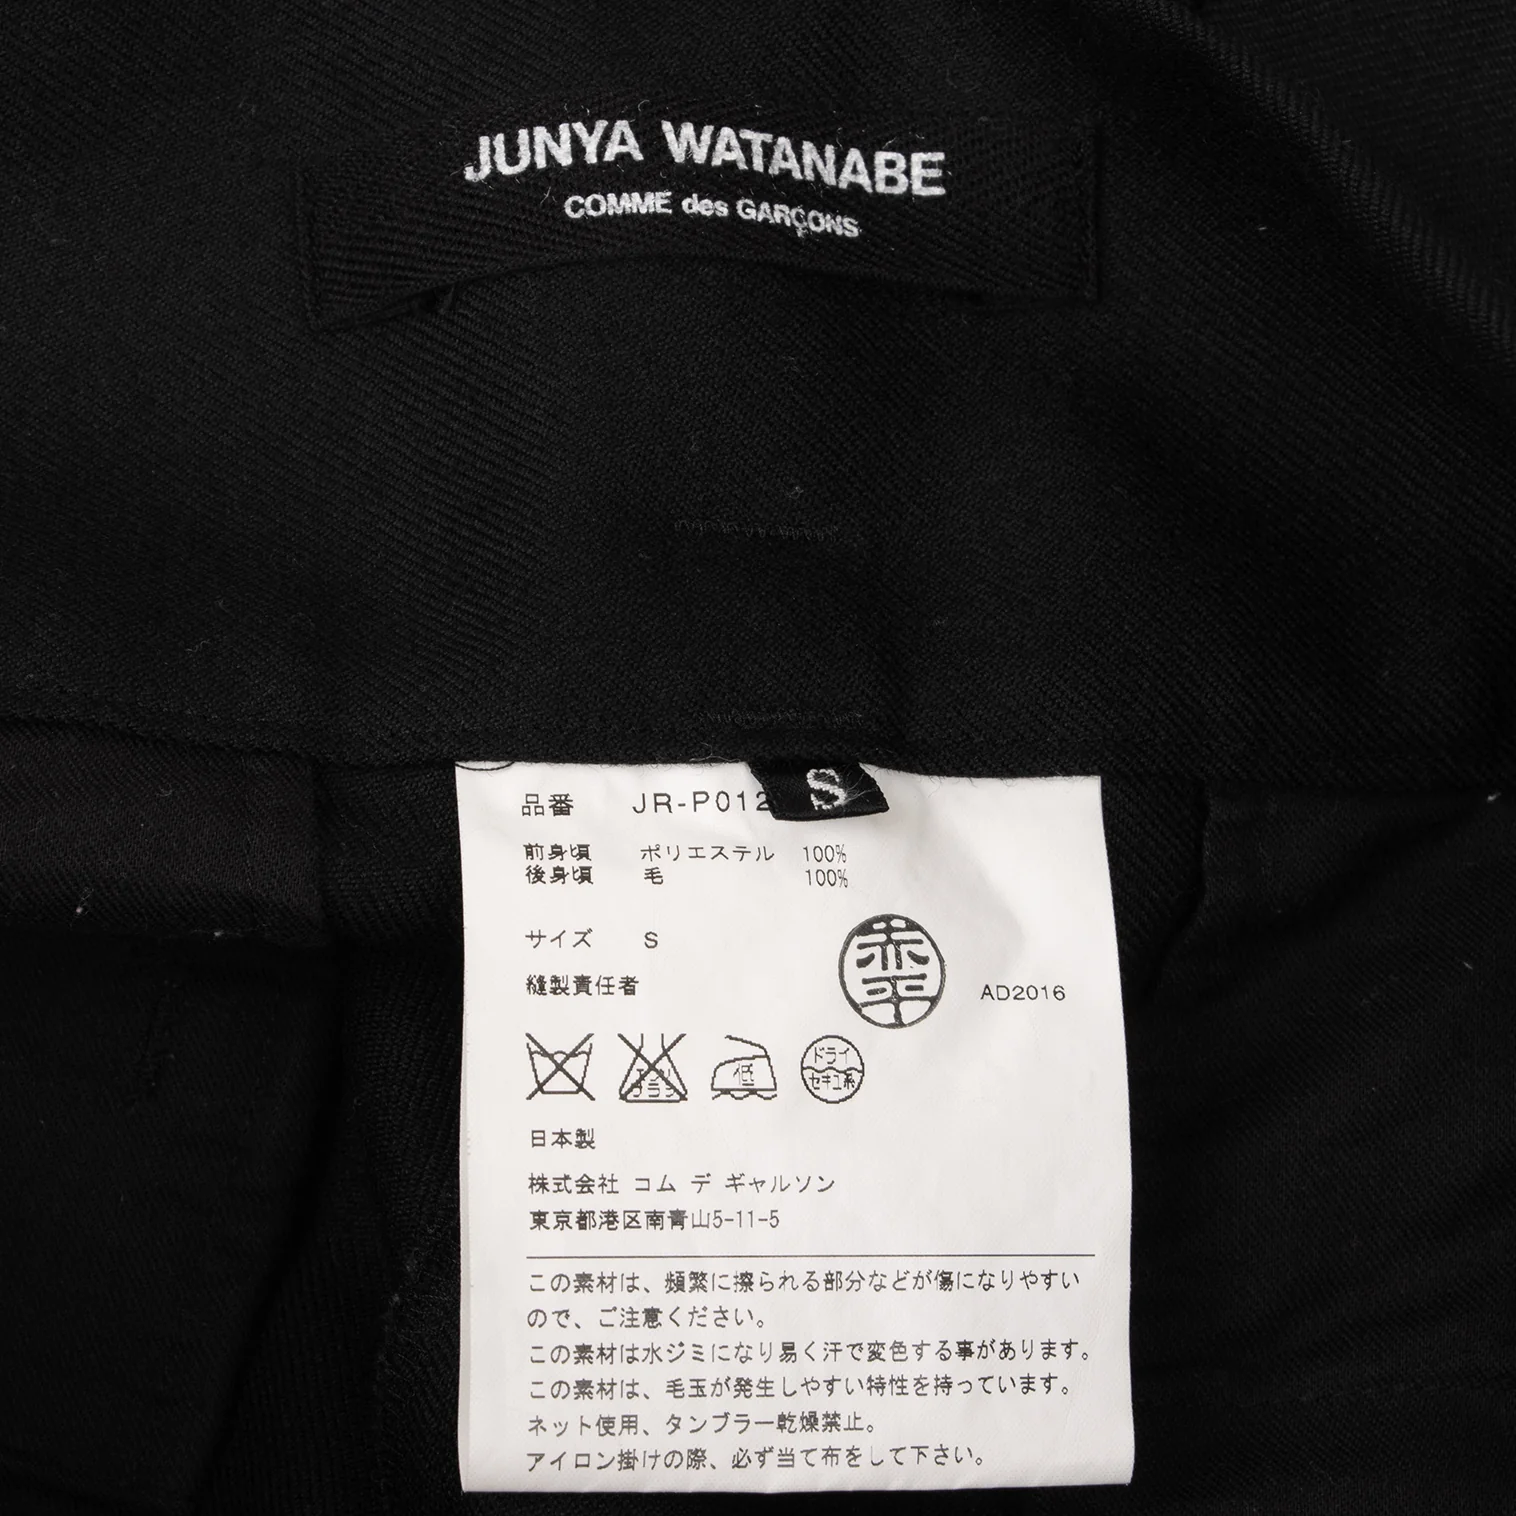 JUNYA WATANABE
COMME des GARÇONS
S
品番 JR-P012
前身頃 ポリエステル 100%
後身頃 毛 100%
サイズ S
縫製責任者
赤平
AD2016
エンソ
サラシ
低
ドライ
セキユ系
日本製
株式会社 コム デ ギャルソン
東京都港区南青山5-11-5
この素材は、頻繁に擦られる部分などが傷になりやすい
ので、ご注意ください。
この素材は水ジミになり易く汗で変色する事があります。
この素材は、毛玉が発生しやすい特性を持っています。
ネット使用、タンブラー乾燥禁止。
アイロン掛けの際、必ず当て布をして下さい。